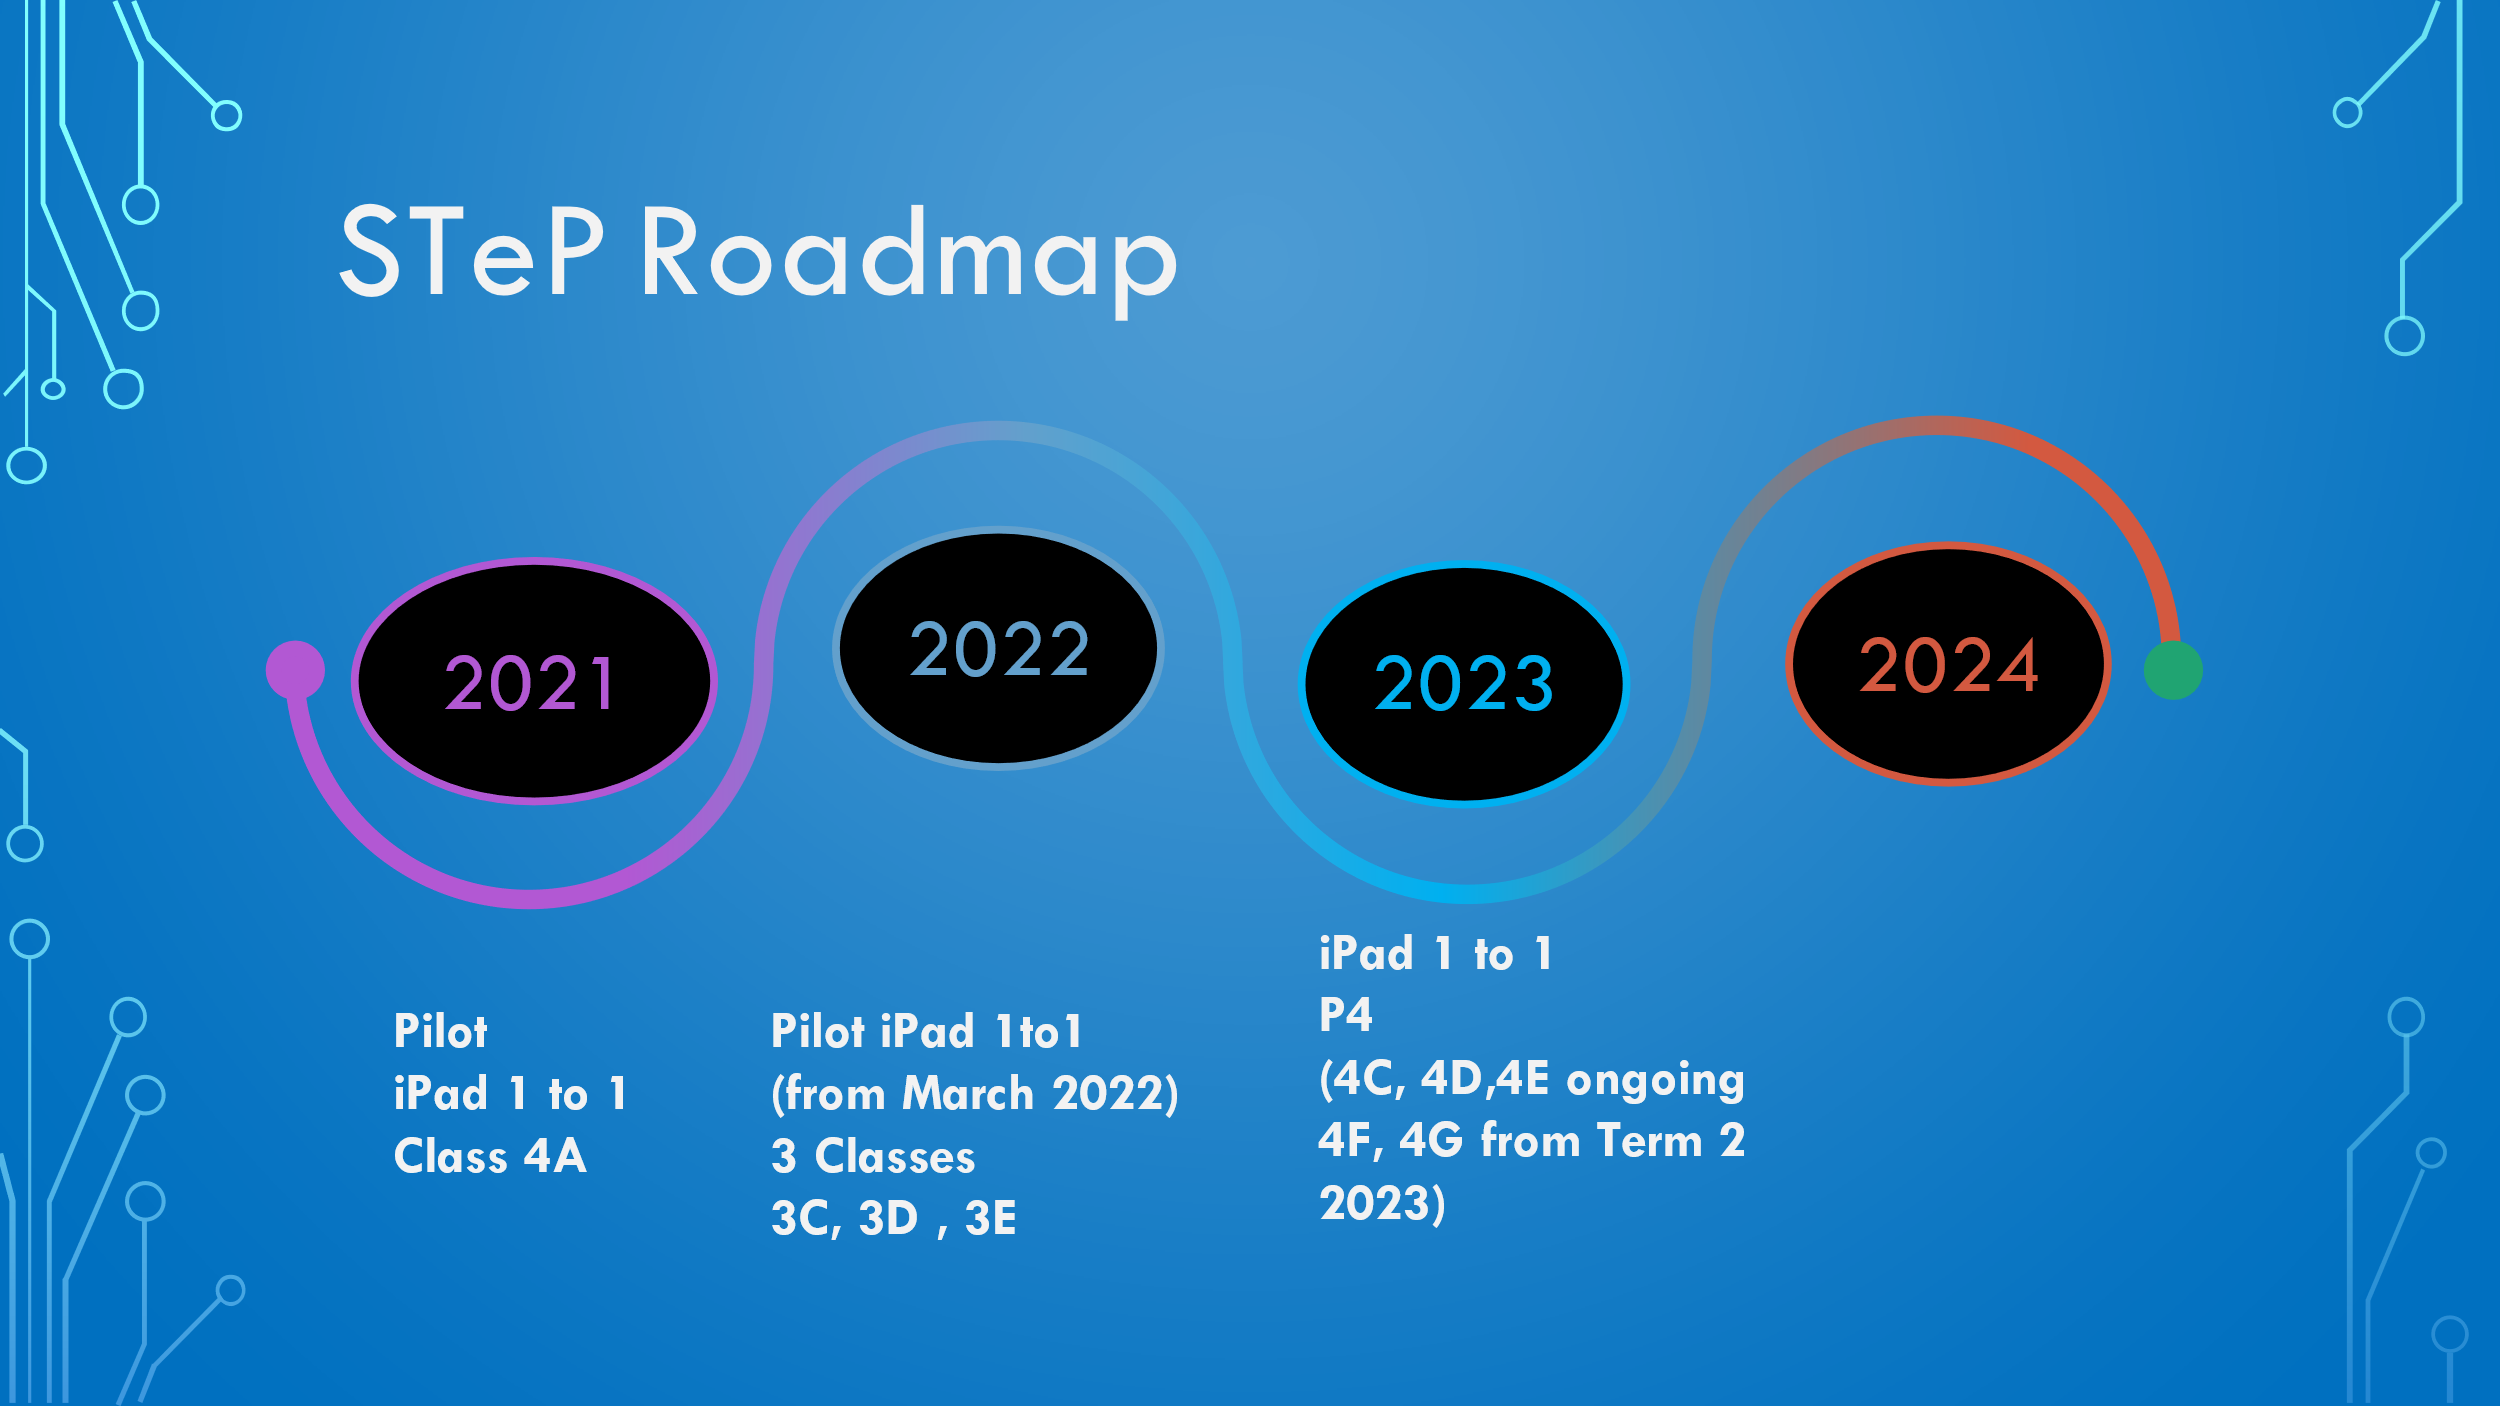 STeP Roadmap
2021
2022
2023
2024
Pilot
iPad 1 to 1
Class 4A
Pilot iPad 1to1
(from March 2022)
3 Classes
3C, 3D , 3E
iPad 1 to 1
P4
(4C, 4D,4E ongoing
4F, 4G from Term 2
2023)